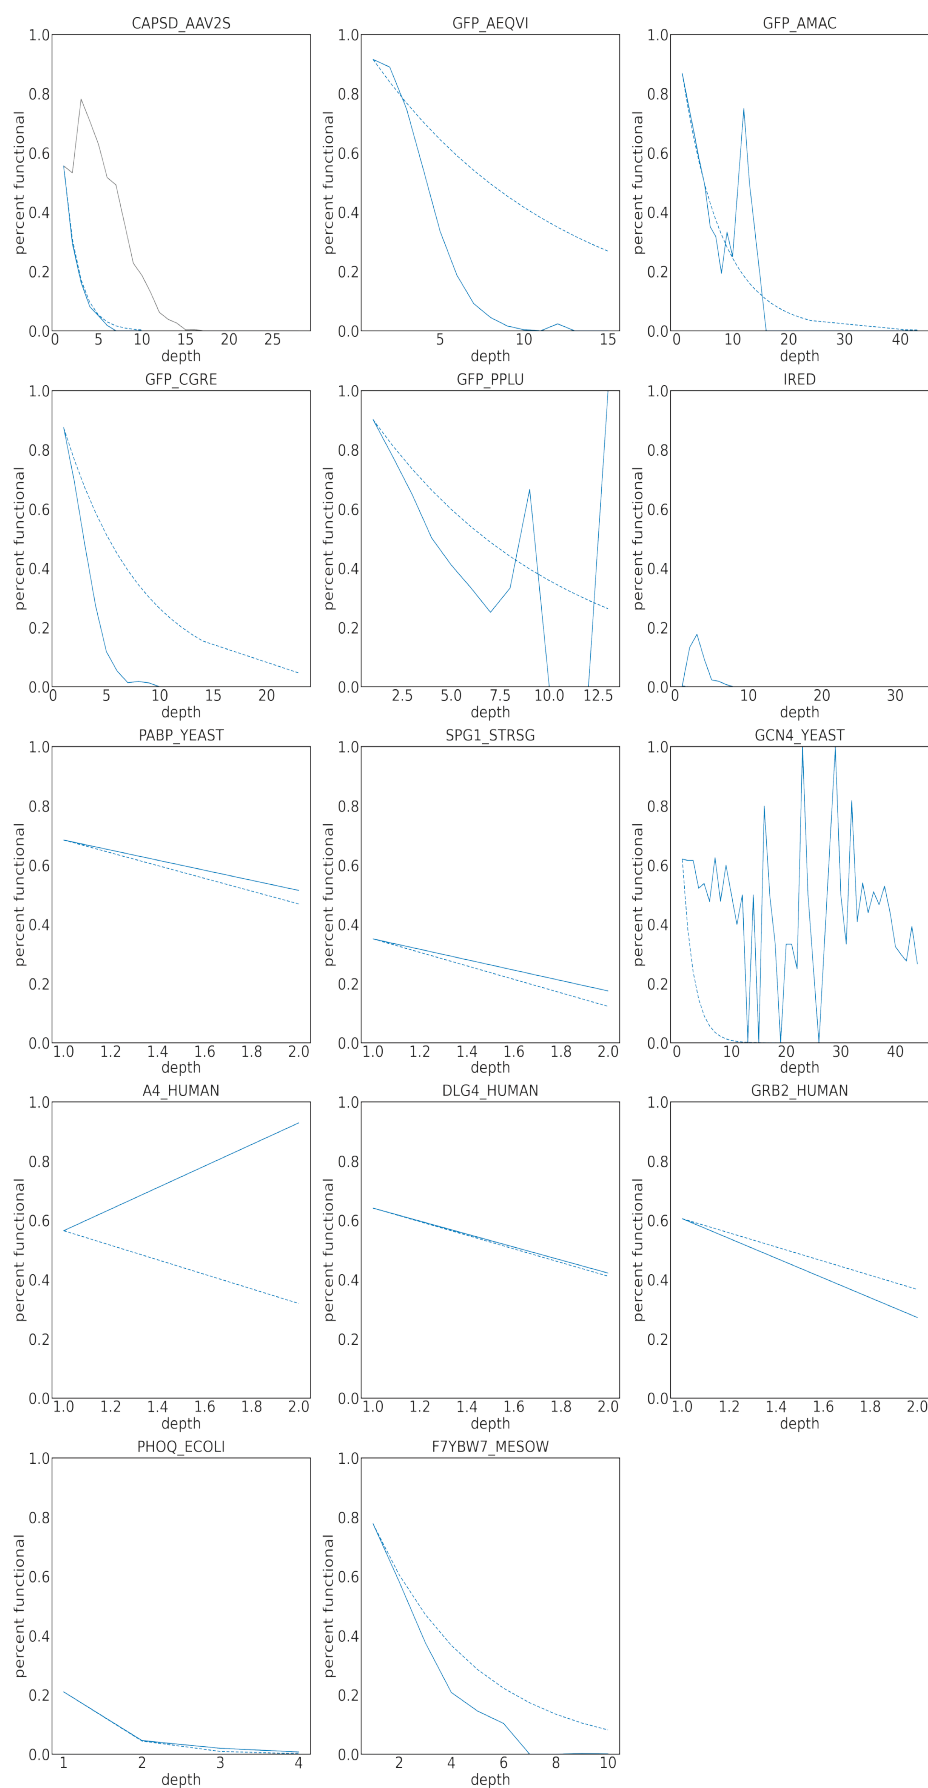 CAPSD_AAV2S
GFP_AEQVI
GFP_AMAC
percent functional
1.0
0.8
0.6
0.4
0.2
0.0
0 5 10 15 20 25
depth
percent functional
1.0
0.8
0.6
0.4
0.2
0.0
5 10 15
depth
percent functional
1.0
0.8
0.6
0.4
0.2
0.0
0 10 20 30 40
depth
GFP_CGRE
GFP_PPLU
IRED
percent functional
1.0
0.8
0.6
0.4
0.2
0.0
0 5 10 15 20
depth
percent functional
1.0
0.8
0.6
0.4
0.2
0.0
2.5 5.0 7.5 10.0 12.5
depth
percent functional
1.0
0.8
0.6
0.4
0.2
0.0
0 10 20 30
depth
PABP_YEAST
SPG1_STRSG
GCN4_YEAST
percent functional
1.0
0.8
0.6
0.4
0.2
0.0
1.0 1.2 1.4 1.6 1.8 2.0
depth
percent functional
1.0
0.8
0.6
0.4
0.2
0.0
1.0 1.2 1.4 1.6 1.8 2.0
depth
percent functional
1.0
0.8
0.6
0.4
0.2
0.0
0 10 20 30 40
depth
A4_HUMAN
DLG4_HUMAN
GRB2_HUMAN
percent functional
1.0
0.8
0.6
0.4
0.2
0.0
1.0 1.2 1.4 1.6 1.8 2.0
depth
percent functional
1.0
0.8
0.6
0.4
0.2
0.0
1.0 1.2 1.4 1.6 1.8 2.0
depth
percent functional
1.0
0.8
0.6
0.4
0.2
0.0
1.0 1.2 1.4 1.6 1.8 2.0
depth
PHOQ_ECOLI
F7YBW7_MESOW
percent functional
1.0
0.8
0.6
0.4
0.2
0.0
1 2 3 4
depth
percent functional
1.0
0.8
0.6
0.4
0.2
0.0
2 4 6 8 10
depth